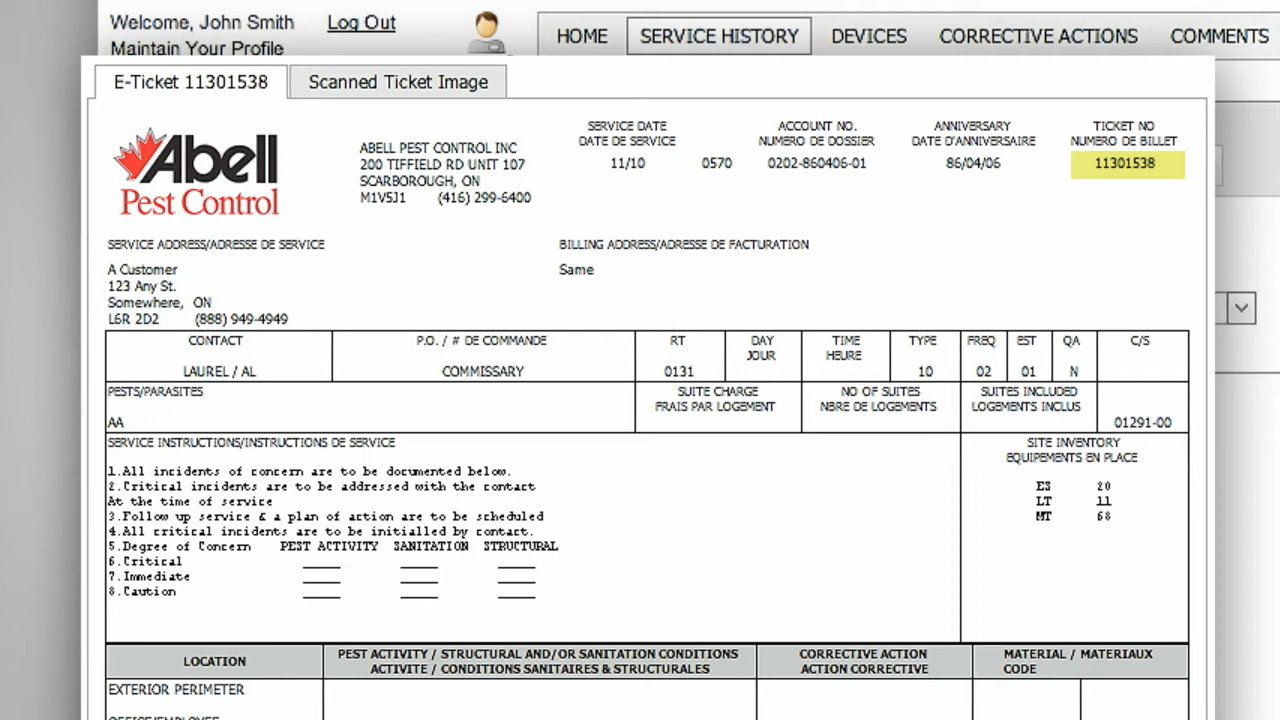 Welcome, John Smith
Log Out
Maintain Your Profile
HOME
SERVICE HISTORY
DEVICES
CORRECTIVE ACTIONS
COMMENTS
E-Ticket 11301538
Scanned Ticket Image
Abell
Pest Control
ABELL PEST CONTROL INC
200 TIFFIELD RD UNIT 107
SCARBOROUGH, ON
M1V5J1 (416) 299-6400
SERVICE DATE
DATE DE SERVICE
11/10 0570
ACCOUNT NO.
NUMERO DE DOSSIER
0202-860406-01
ANNIVERSARY
DATE D'ANNIVERSAIRE
86/04/06
TICKET NO
NUMERO DE BILLET
11301538
SERVICE ADDRESS/ADRESSE DE SERVICE
A Customer
123 Any St.
Somewhere, ON
L6R 2D2 (888) 949-4949
BILLING ADDRESS/ADRESSE DE FACTURATION
Same
CONTACT
LAUREL / AL
P.O. / # DE COMMANDE
COMMISSARY
RT
0131
DAY
JOUR
TIME
HEURE
TYPE
10
FREQ
02
EST
01
QA
N
C/S
PESTS/PARASITES
AA
SUITE CHARGE
FRAIS PAR LOGEMENT
NO OF SUITES
NBRE DE LOGEMENTS
SUITES INCLUDED
LOGEMENTS INCLUS
01291-00
SERVICE INSTRUCTIONS/INSTRUCTIONS DE SERVICE
1.All incidents of concern are to be documented below.
2.Critical incidents are to be addressed with the contact
At the time of service
3.Follow up service & a plan of action are to be scheduled
4.All critical incidents are to be initialled by contact.
5.Degree of Concern PEST ACTIVITY SANITATION STRUCTURAL
6.Critical
7.Immediate
8.Caution
SITE INVENTORY
EQUIPEMENTS EN PLACE
ES 20
LT 11
MT 68
LOCATION
PEST ACTIVITY / STRUCTURAL AND/OR SANITATION CONDITIONS
ACTIVITE / CONDITIONS SANITAIRES & STRUCTURALES
CORRECTIVE ACTION
ACTION CORRECTIVE
MATERIAL / MATERIAUX
CODE
EXTERIOR PERIMETER
OFFICE/EMPLOYEE